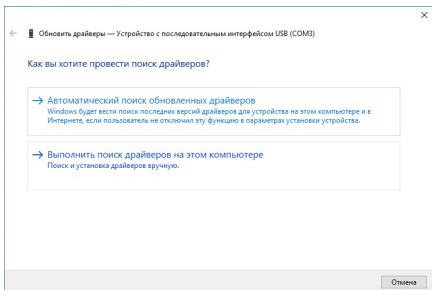 Обновить драйверы — Устройство с последовательным интерфейсом USB (COM3)
Как вы хотите провести поиск драйверов?
Автоматический поиск обновленных драйверов
Windows будет вести поиск последних версий драйверов для устройства на этом компьютере и в
Интернете, если пользователь не отключил эту функцию в параметрах установки устройства.
Выполнить поиск драйверов на этом компьютере
Поиск и установка драйверов вручную.
Отмена